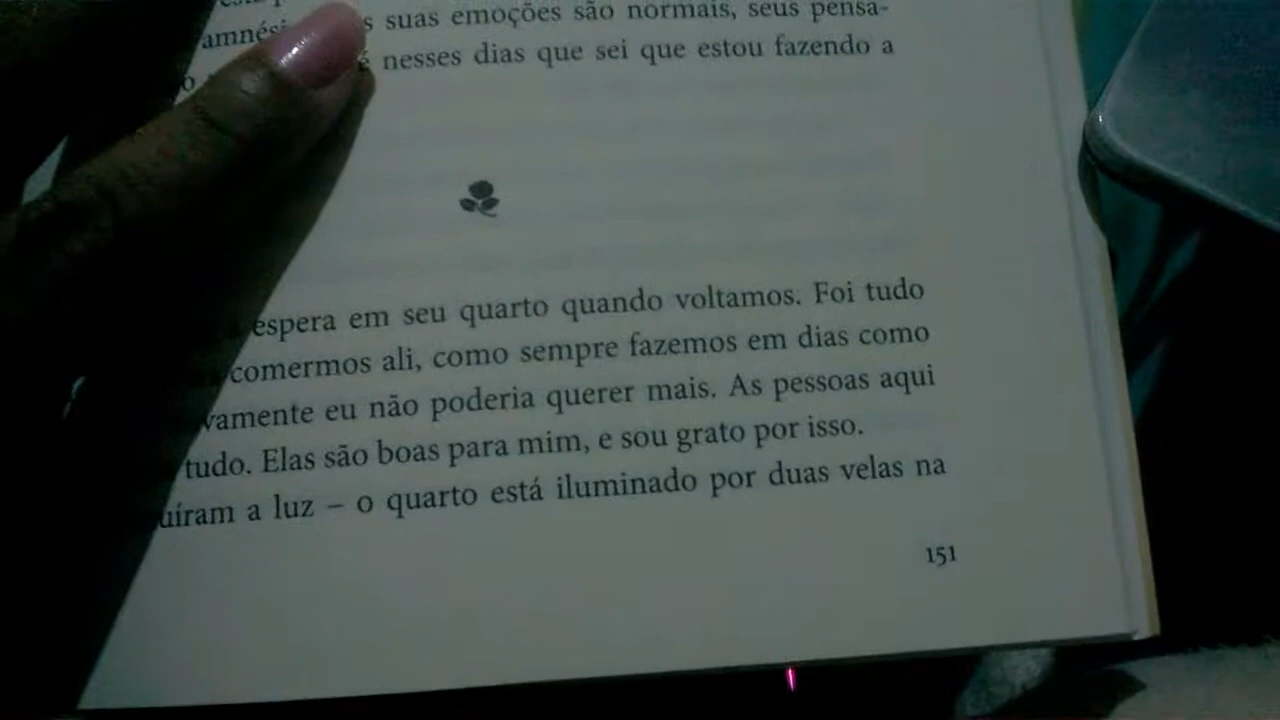 suas emoções são normais, seus pensa-
nesses dias que sei que estou fazendo a
espera em seu quarto quando voltamos. Foi tudo
comermos ali, como sempre fazemos em dias como
vamente eu não poderia querer mais. As pessoas aqui
tudo. Elas são boas para mim, e sou grato por isso.
uíram a luz – o quarto está iluminado por duas velas na
151